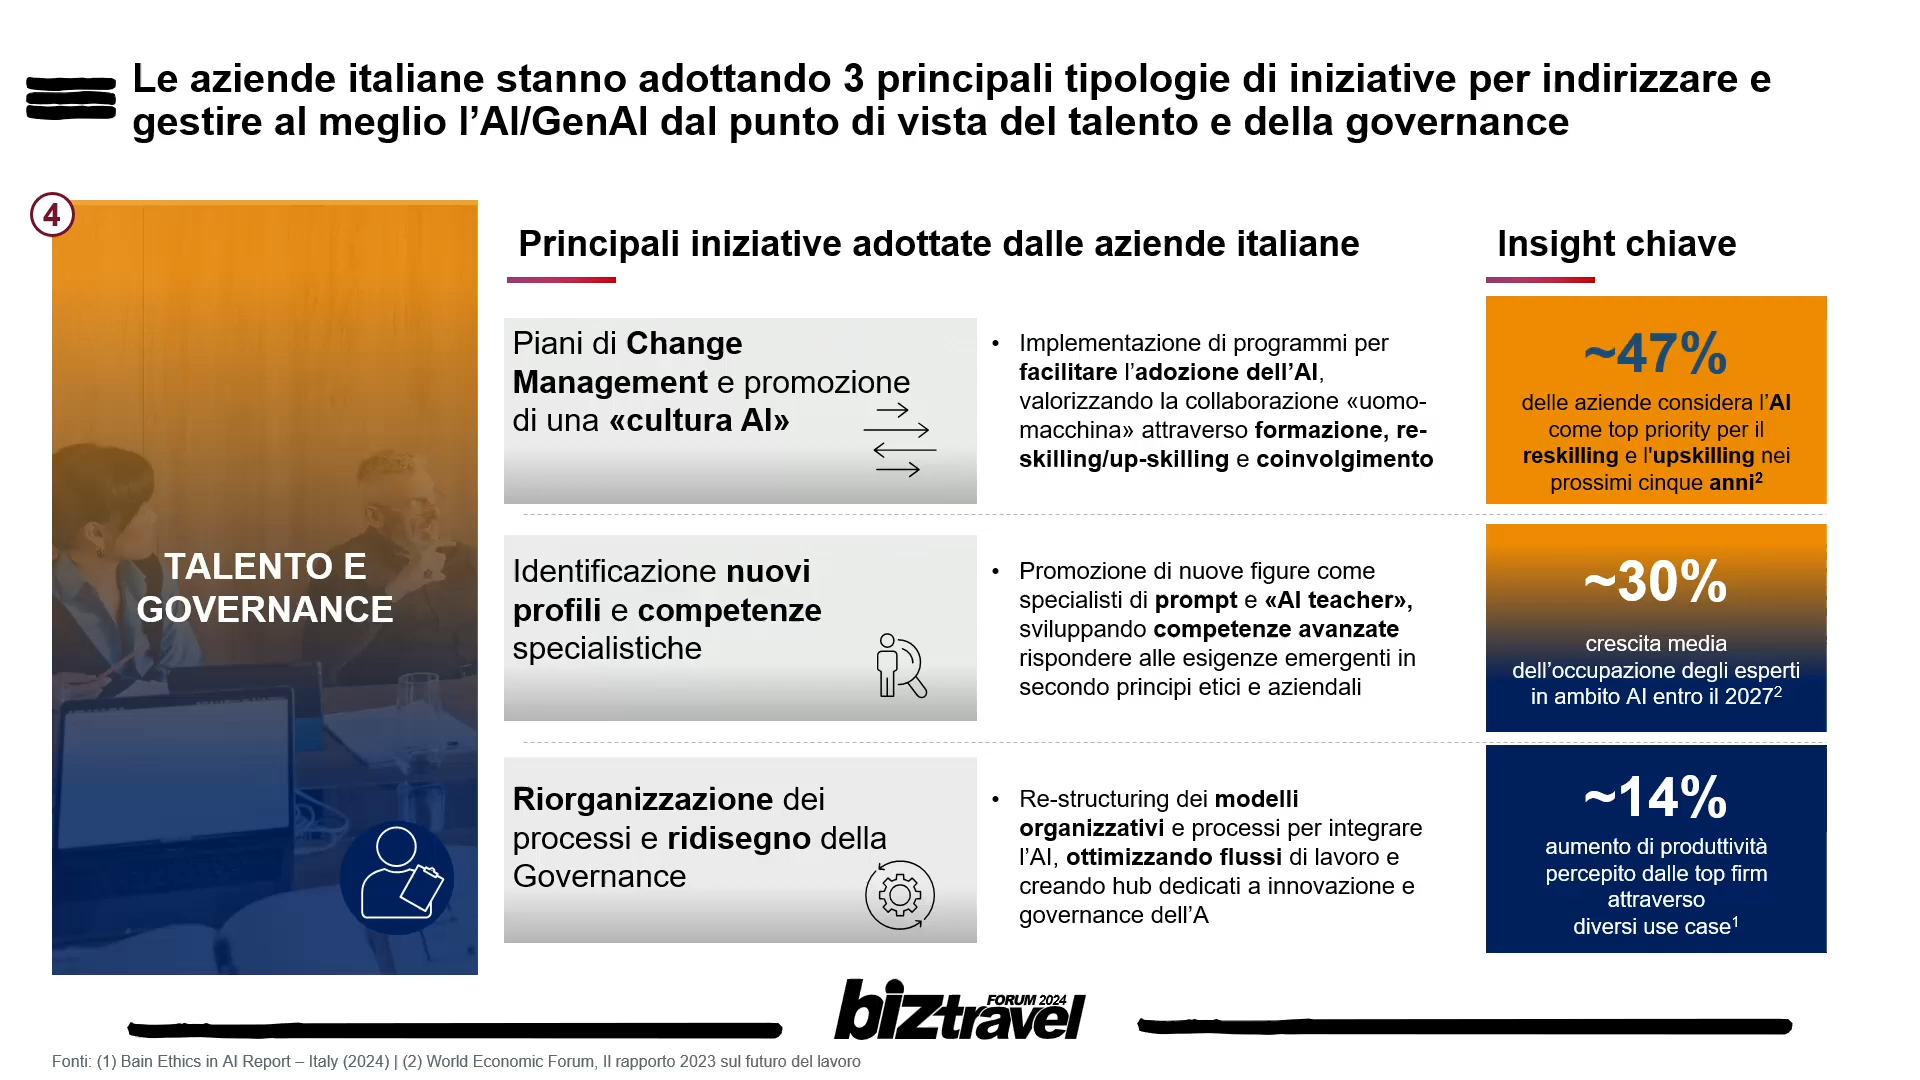 Le aziende italiane stanno adottando 3 principali tipologie di iniziative per indirizzare e
gestire al meglio l’AI/GenAI dal punto di vista del talento e della governance
4
TALENTO E
GOVERNANCE
Principali iniziative adottate dalle aziende italiane
Insight chiave
Piani di Change
Management e promozione
di una «cultura AI»
• Implementazione di programmi per
facilitare l’adozione dell’AI,
valorizzando la collaborazione «uomo-
macchina» attraverso formazione, re-
skilling/up-skilling e coinvolgimento
~47%
delle aziende considera l’AI
come top priority per il
reskilling e l'upskilling nei
prossimi cinque anni²
Identificazione nuovi
profili e competenze
specialistiche
• Promozione di nuove figure come
specialisti di prompt e «AI teacher»,
sviluppando competenze avanzate
rispondere alle esigenze emergenti in
secondo principi etici e aziendali
~30%
crescita media
dell’occupazione degli esperti
in ambito AI entro il 2027²
Riorganizzazione dei
processi e ridisegno della
Governance
• Re-structuring dei modelli
organizzativi e processi per integrare
l’AI, ottimizzando flussi di lavoro e
creando hub dedicati a innovazione e
governance dell’A
~14%
aumento di produttività
percepito dalle top firm
attraverso
diversi use case¹
biztravel FORUM 2024
Fonti: (1) Bain Ethics in AI Report – Italy (2024) | (2) World Economic Forum, Il rapporto 2023 sul futuro del lavoro